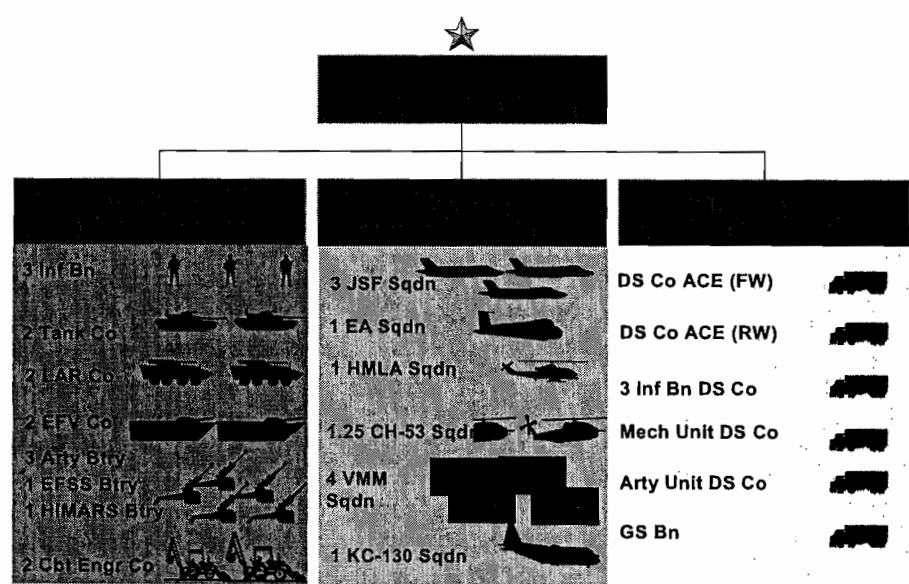 3 Inf Bn
2 Tank Co
2 LAR Co
2 EFV Co
3 Arty Btry
1 EFSS Btry
1 HIMARS Btry
2 Cbt Engr Co
3 JSF Sqdn
1 EA Sqdn
1 HMLA Sqdn
1.25 CH-53 Sqdn
4 VMM
Sqdn
1 KC-130 Sqdn
DS Co ACE (FW)
DS Co ACE (RW)
3 Inf Bn DS Co
Mech Unit DS Co
Arty Unit DS Co
GS Bn